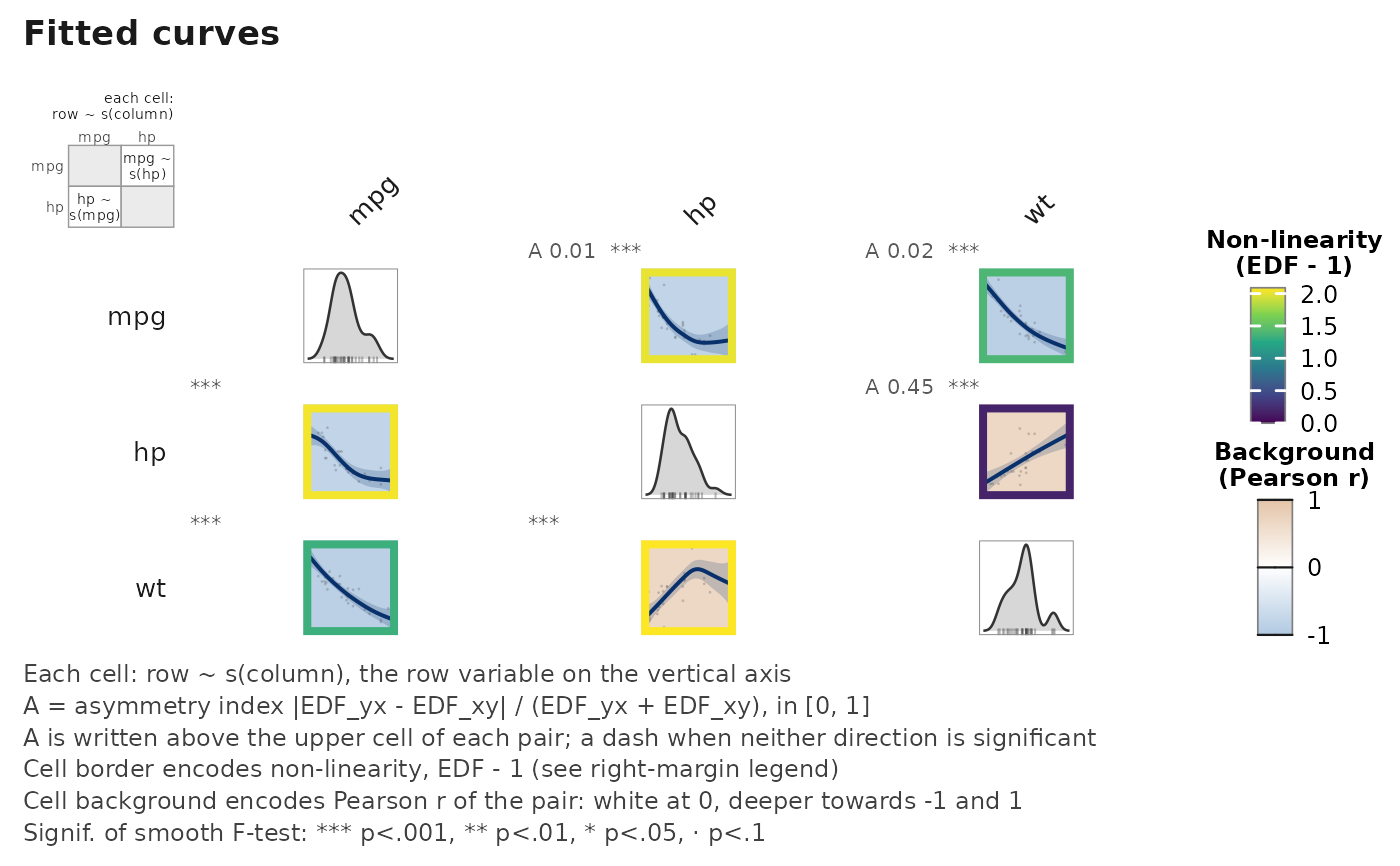 Fitted curves
each cell:
row ~ s(column)
mpg hp
mpg
mpg ~
s(hp)
hp
hp ~
s(mpg)
mpg hp wt
A 0.01 *** A 0.02 ***
mpg
*** A 0.45 ***
hp
*** ***
wt
Non-linearity
(EDF - 1)
2.0
1.5
1.0
0.5
0.0
Background
(Pearson r)
1
0
-1
Each cell: row ~ s(column), the row variable on the vertical axis
A = asymmetry index |EDF_yx - EDF_xy| / (EDF_yx + EDF_xy), in [0, 1]
A is written above the upper cell of each pair; a dash when neither direction is significant
Cell border encodes non-linearity, EDF - 1 (see right-margin legend)
Cell background encodes Pearson r of the pair: white at 0, deeper towards -1 and 1
Signif. of smooth F-test: *** p<.001, ** p<.01, * p<.05, · p<.1